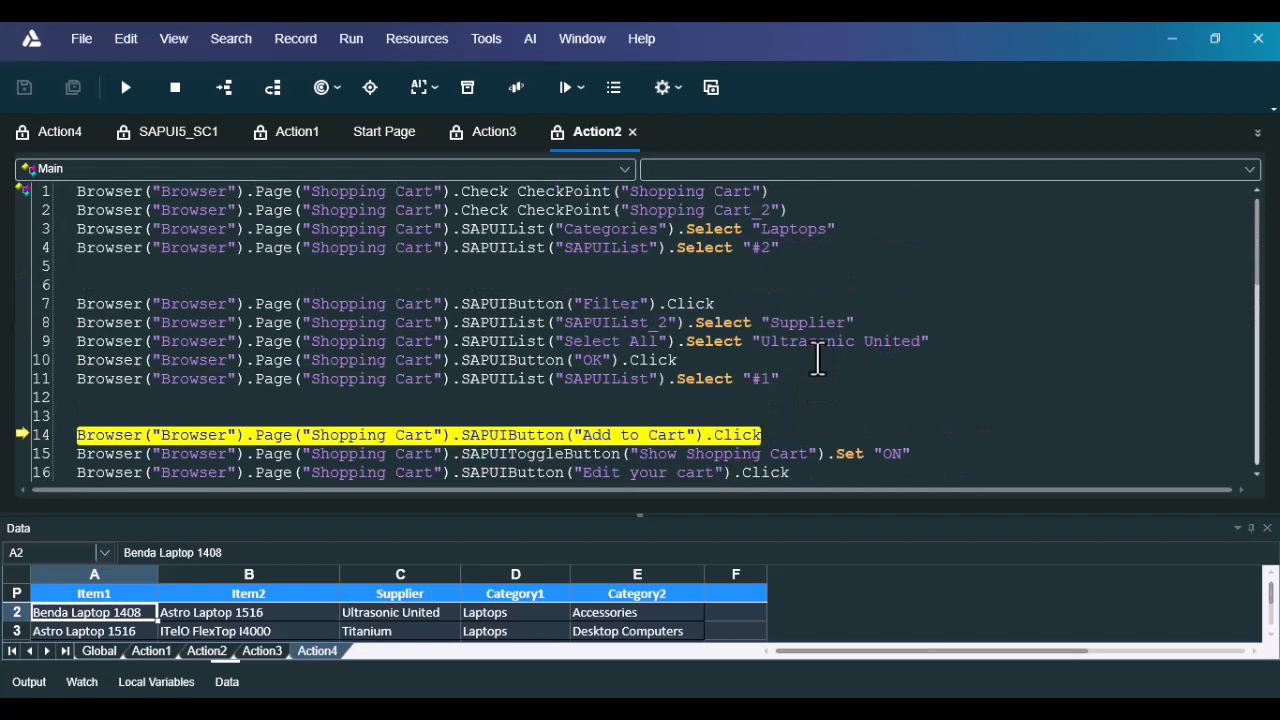 File Edit View Search Record Run Resources Tools AI Window Help
Action4 SAPUI5_SC1 Action1 Start Page Action3 Action2
Main
1 Browser("Browser").Page("Shopping Cart").Check CheckPoint("Shopping Cart")
2 Browser("Browser").Page("Shopping Cart").Check CheckPoint("Shopping Cart_2")
3 Browser("Browser").Page("Shopping Cart").SAPUIList("Categories").Select "Laptops"
4 Browser("Browser").Page("Shopping Cart").SAPUIList("SAPUIList").Select "#2"
5
6
7 Browser("Browser").Page("Shopping Cart").SAPUIButton("Filter").Click
8 Browser("Browser").Page("Shopping Cart").SAPUIList("SAPUIList_2").Select "Supplier"
9 Browser("Browser").Page("Shopping Cart").SAPUIList("Select All").Select "Ultrasonic United"
10 Browser("Browser").Page("Shopping Cart").SAPUIButton("OK").Click
11 Browser("Browser").Page("Shopping Cart").SAPUIList("SAPUIList").Select "#1"
12
13
14 Browser("Browser").Page("Shopping Cart").SAPUIButton("Add to Cart").Click
15 Browser("Browser").Page("Shopping Cart").SAPUIToggleButton("Show Shopping Cart").Set "ON"
16 Browser("Browser").Page("Shopping Cart").SAPUIButton("Edit your cart").Click
Data
A2 Benda Laptop 1408
A B C D E F
P Item1 Item2 Supplier Category1 Category2
2 Benda Laptop 1408 Astro Laptop 1516 Ultrasonic United Laptops Accessories
3 Astro Laptop 1516 ITelO FlexTop I4000 Titanium Laptops Desktop Computers
Global Action1 Action2 Action3 Action4
Output Watch Local Variables Data